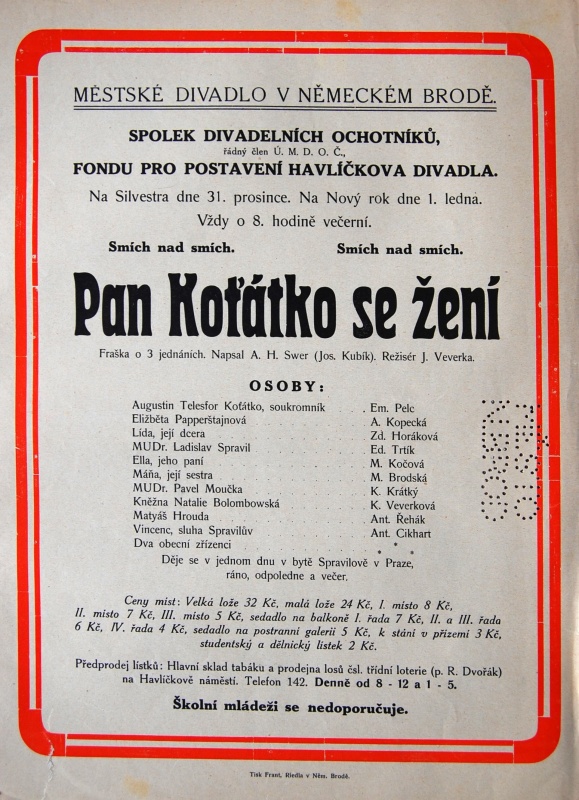 MĚSTSKÉ DIVADLO V NĚMECKÉM BRODĚ.
SPOLEK DIVADELNÍCH OCHOTNÍKŮ,
řádný člen Ú. M. D. O. Č.,
FONDU PRO POSTAVENÍ HAVLÍČKOVA DIVADLA.
Na Silvestra dne 31. prosince. Na Nový rok dne 1. ledna.
Vždy o 8. hodině večerní.
Smích nad smích. Smích nad smích.
Pan Koťátko se žení
Fraška o 3 jednáních. Napsal A. H. Swer (Jos. Kubík). Režisér J. Veverka.
OSOBY:
Augustin Telesfor Koťátko, soukromník . . Em. Pelc
Eližběta Papperštajnová . . . . A. Kopecká
Lída, její dcera . . . . Zd. Horáková
MUDr. Ladislav Spravil . . . . Ed. Trtík
Ella, jeho paní . . . . M. Kočová
Máňa, její sestra . . . . M. Brodská
MUDr. Pavel Moučka . . . . K. Krátký
Kněžna Natalie Bolombowská . . . . K. Veverková
Matyáš Hrouda . . . . Ant. Řehák
Vincenc, sluha Spravilův . . . . Ant. Cikhart
Dva obecní zřízenci . . . . * * *
Děje se v jednom dnu v bytě Spravilově v Praze,
ráno, odpoledne a večer.
Ceny míst: Velká lože 32 Kč, malá lože 24 Kč, I. místo 8 Kč,
II. místo 7 Kč, III. místo 5 Kč, sedadlo na balkoně I. řada 7 Kč, II. a III. řada
6 Kč, IV. řada 4 Kč, sedadlo na postranní galerii 5 Kč, k stání v přízemí 3 Kč,
studentský a dělnický lístek 2 Kč.
Předprodej lístků: Hlavní sklad tabáku a prodejna losů čsl. třídní loterie (p. R. Dvořák)
na Havlíčkově náměstí. Telefon 142. Denně od 8 - 12 a 1 - 5.
Školní mládeži se nedoporučuje.
Tisk Frant. Riedla v Něm. Brodě.